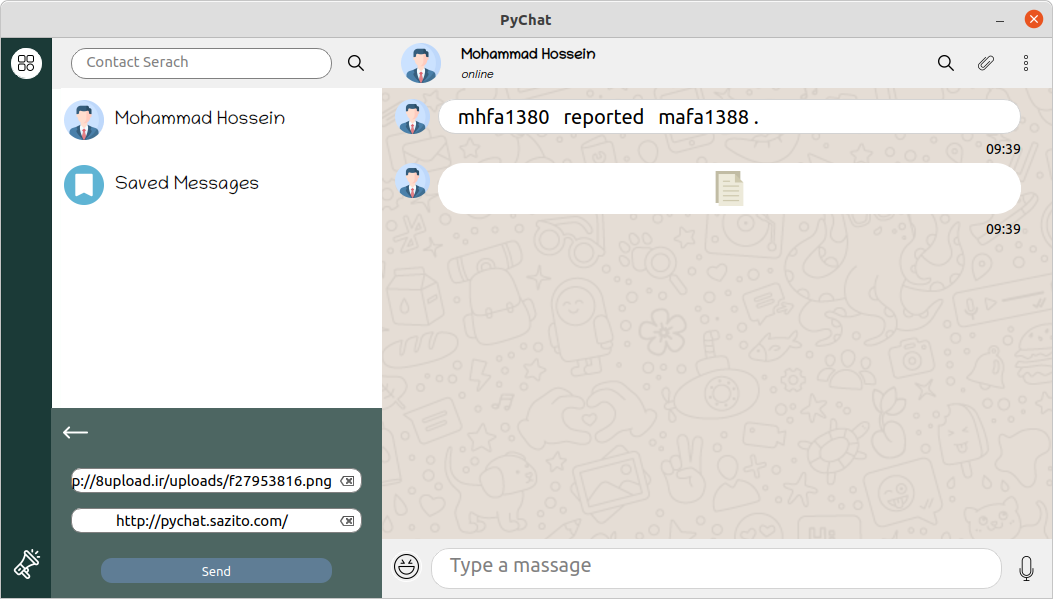 PyChat
Contact Serach
Mohammad Hossein
Saved Messages
p://8upload.ir/uploads/f27953816.png
http://pychat.sazito.com/
Send
Mohammad Hossein
online
mhfa1380 reported mafa1388 .
09:39
09:39
Type a massage